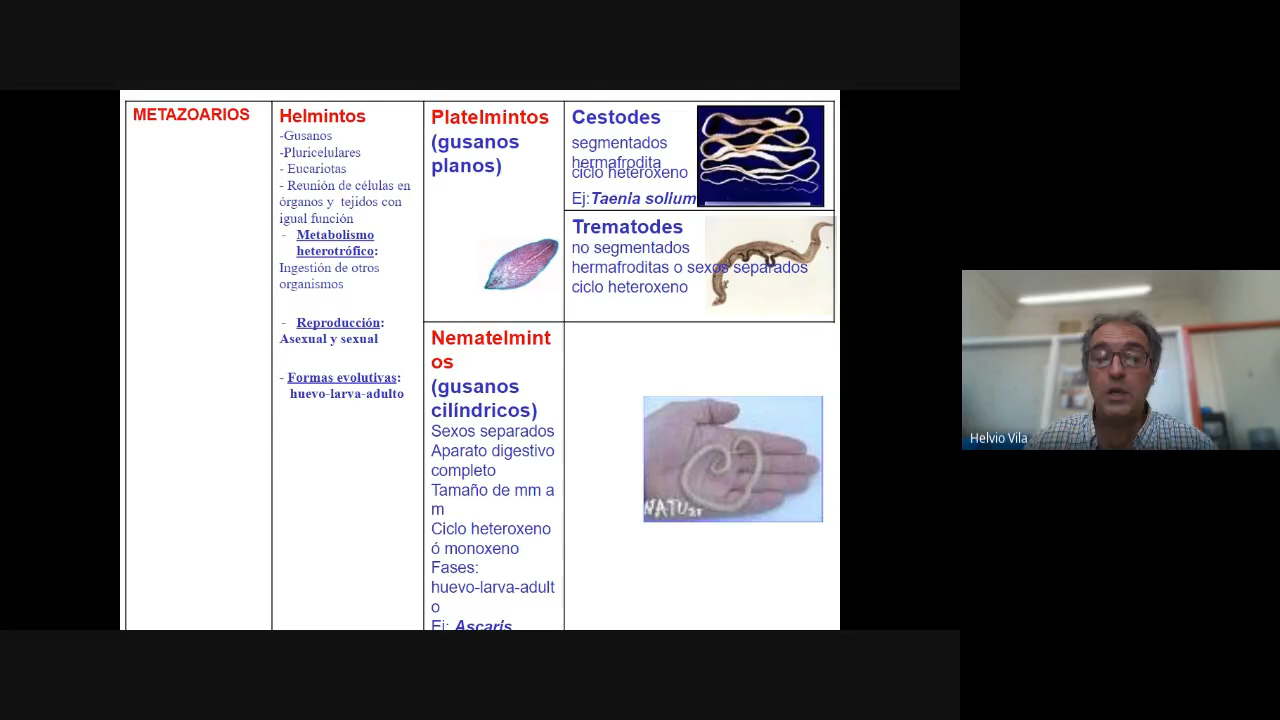 METAZOARIOS
Helmintos
-Gusanos
-Pluricelulares
- Eucariotas
- Reunión de células en
órganos y tejidos con
igual función
- Metabolismo
heterotrófico:
Ingestión de otros
organismos
- Reproducción:
Asexual y sexual
- Formas evolutivas:
huevo-larva-adulto
Platelmintos
(gusanos
planos)
Cestodes
segmentados
hermafrodita
ciclo heteroxeno
Ej:Taenla sollum
Trematodes
no segmentados
hermafroditas o sexos separados
ciclo heteroxeno
Nematelmint
os
(gusanos
cilíndricos)
Sexos separados
Aparato digestivo
completo
Tamaño de mm a
m
Ciclo heteroxeno
ó monoxeno
Fases:
huevo-larva-adult
o
Ej: Ascaris
Helvio Vila